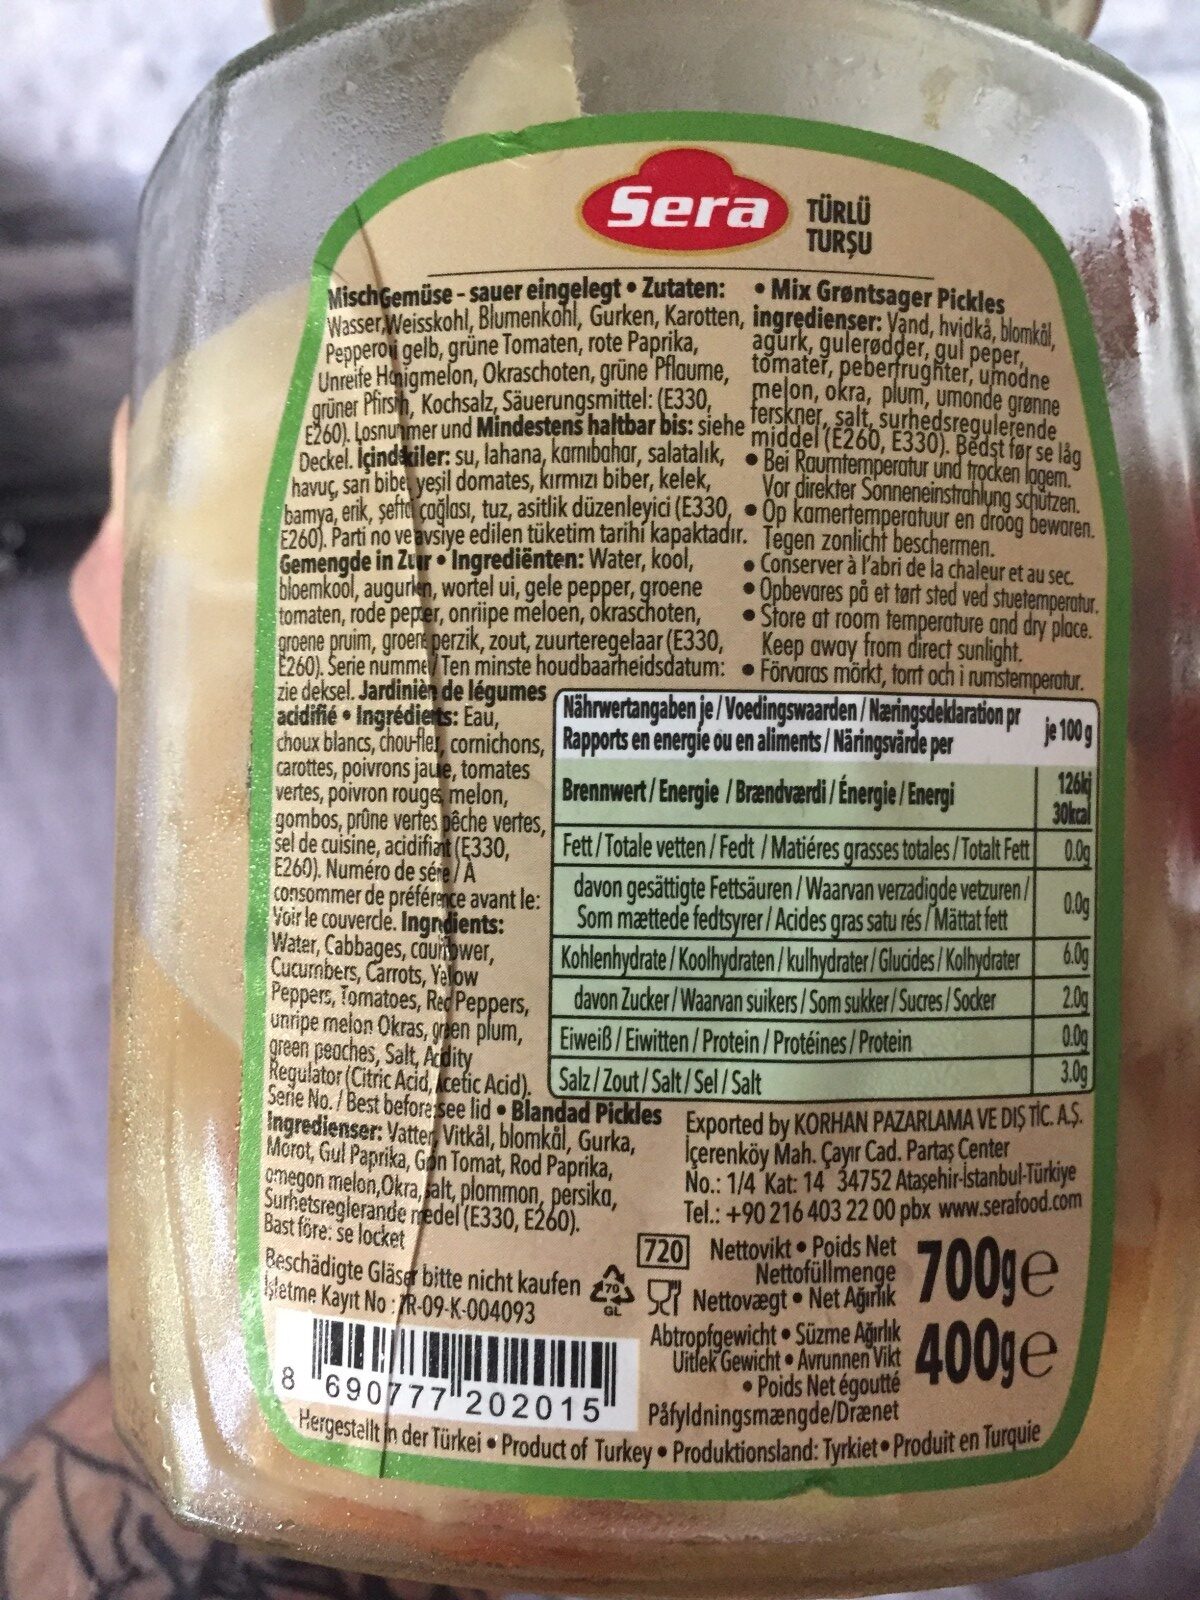 Sera
TÜRLÜ
TURŞU
MischGemüse - sauer eingelegt • Zutaten:
Wasser, Weisskohl, Blumenkohl, Gurken, Karotten,
gelb, grüne Tomaten, rote Paprika,
Unreife Honigmelon, Okraschoten, grüne Pflaume,
grüner Kochsalz, Säuerungsmittel: (E330,
E260). Losnummer und Mindestens haltbar bis: siehe
Deckel. İçindekiler: su, lahana, karnıbahar, salatalık,
havuç, sarı biber, yeşil domates, kırmızı biber, kelek,
bamya, erik, çağlası, tuz, asitlik düzenleyici (E330,
E260). Parti no ve tavsiye edilen tüketim tarihi kapaktadır.
Gemengde in Zuur • Ingrediënten: Water, kool,
bloemkool, augurken, wortel ui, gele pepper, groene
tomaten, rode peper, onriipe meloen, okraschoten,
groene pruim, groene perzik, zout, zuurteregelaar (E330,
E260). Serie nummer/Ten minste houdbaarheidsdatum:
zie deksel. Jardinièr de légumes
acidifié • Ingrédients: Eau,
choux blancs, chou-fler, cornichons,
carottes, poivrons jaune, tomates
vertes, poivron rouges, melon,
gombos, prûne vertes, pêche vertes,
sel de cuisine, acidifiant (E330,
E260). Numéro de série / À
consommer de préférence avant le:
Voir le couvercle. Ingredients:
Water, Cabbages, cauliflower,
Cucumbers, Carrots, Yelow
Peppers, Tomatoes, Red Peppers,
unripe melon Okras, green plum,
green peaches, Salt, Acidity
Regulator (Citric Acid, Acetic Acid).
Serie No. / Best before: see lid • Blandad Pickles
Ingredienser: Vatten, Vitkål, blomkål, Gurka,
Morot, Gul Paprika, Tomat, Rod Paprika,
omegon melon, Okra, salt, plommon, persika,
Surhetsreglerande medel (E330, E260).
Bast före: se locket
• Mix Grøntsager Pickles
ingredienser: Vand, hvidkå, blomkål,
agurk, gulerødder, gul peper,
tomater, peberfrughter, umodne
melon, okra, plum, umonde grønne
ferskner, salt, surhedsregulerende
middel (E260, E330). Bedst før se låg
• Bei Raumtemperatur und trocken lagern.
Vor direkter Sonneneinstrahlung schützen.
• Op kamertemperatuur en droog bewaren.
Tegen zonlicht beschermen.
• Conserver à l'abri de la chaleur et au sec.
• Opbevares på et tørt sted ved stuetemperatur.
• Store at room temperature and dry place.
Keep away from direct sunlight.
• Förvaras mörkt, torrt och i rumstemperatur.
Nährwertangaben je / Voedingswaarden / Næringsdeklaration pr
Rapports en energie ou en aliments / Näringsvärde per
je 100 g
Brennwert / Energie / Brændværdi / Énergie / Energi
126kj
30kcal
Fett / Totale vetten / Fedt / Matiéres grasses totales / Totalt Fett
0.0g
davon gesättigte Fettsäuren / Waarvan verzadigde vetzuren /
Som mættede fedtsyrer / Acides gras satu rés / Mättat fett
0.0g
Kohlenhydrate / Koolhydraten / kulhydrater / Glucides / Kolhydrater
6.0g
davon Zucker / Waarvan suikers / Som sukker / Sucres / Socker
2.0g
Eiweiß / Eiwitten / Protein / Protéines / Protein
0.0g
Salz / Zout / Salt / Sel / Salt
3.0g
Exported by KORHAN PAZARLAMA VE DIŞ TİC. A.Ş.
İçerenköy Mah. Çayır Cad. Partaş Center
No.: 1/4 Kat: 14 34752 Ataşehir-İstanbul-Türkiye
Tel.: +90 216 403 22 00 pbx www.serafood.com
Beschädigte Gläser bitte nicht kaufen
İşletme Kayıt No : TR-09-K-004093
70
GL
720
Nettovikt • Poids Net
Nettofüllmenge
Nettovægt • Net Ağırlık
700g e
Abtropfgewicht • Süzme Ağırlık
Uitlek Gewicht • Avrunnen Vikt
• Poids Net égoutté
Påfyldningsmængde/Drænet
400g e
8 690777 202015
Hergestellt in der Türkei • Product of Turkey • Produktionsland: Tyrkiet • Produit en Turquie